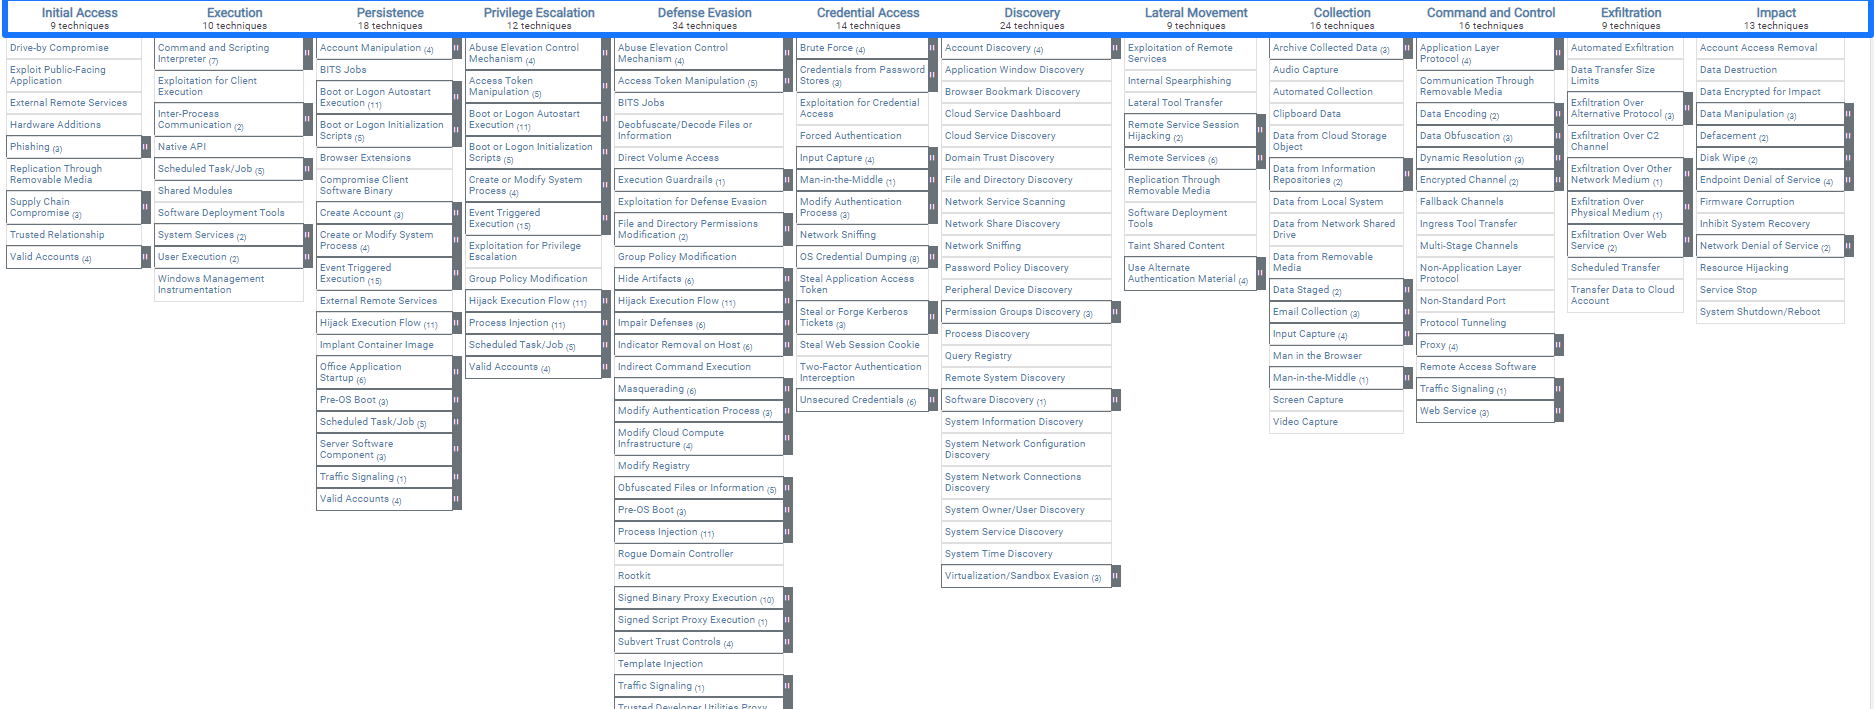 Initial Access
9 techniques
Drive-by Compromise
Exploit Public-Facing
Application
External Remote Services
Hardware Additions
Phishing (3)
Replication Through
Removable Media
Supply Chain
Compromise (3)
Trusted Relationship
Valid Accounts (4)
Execution
10 techniques
Command and Scripting
Interpreter (7)
Exploitation for Client
Execution
Inter-Process
Communication (2)
Native API
Scheduled Task/Job (5)
Shared Modules
Software Deployment Tools
System Services (2)
User Execution (2)
Windows Management
Instrumentation
Persistence
18 techniques
Account Manipulation (4)
BITS Jobs
Boot or Logon Autostart
Execution (11)
Boot or Logon Initialization
Scripts (5)
Browser Extensions
Compromise Client
Software Binary
Create Account (3)
Create or Modify System
Process (4)
Event Triggered
Execution (15)
External Remote Services
Hijack Execution Flow (11)
Implant Container Image
Office Application
Startup (6)
Pre-OS Boot (3)
Scheduled Task/Job (5)
Server Software
Component (3)
Traffic Signaling (1)
Valid Accounts (4)
Privilege Escalation
12 techniques
Abuse Elevation Control
Mechanism (4)
Access Token
Manipulation (5)
Boot or Logon Autostart
Execution (11)
Boot or Logon Initialization
Scripts (5)
Create or Modify System
Process (4)
Event Triggered
Execution (15)
Exploitation for Privilege
Escalation
Group Policy Modification
Hijack Execution Flow (11)
Process Injection (11)
Scheduled Task/Job (5)
Valid Accounts (4)
Defense Evasion
34 techniques
Abuse Elevation Control
Mechanism (4)
Access Token Manipulation (5)
BITS Jobs
Deobfuscate/Decode Files or
Information
Direct Volume Access
Execution Guardrails (1)
Exploitation for Defense Evasion
File and Directory Permissions
Modification (2)
Group Policy Modification
Hide Artifacts (6)
Hijack Execution Flow (11)
Impair Defenses (6)
Indicator Removal on Host (6)
Indirect Command Execution
Masquerading (6)
Modify Authentication Process (3)
Modify Cloud Compute
Infrastructure (4)
Modify Registry
Obfuscated Files or Information (5)
Pre-OS Boot (3)
Process Injection (11)
Rogue Domain Controller
Rootkit
Signed Binary Proxy Execution (10)
Signed Script Proxy Execution (1)
Subvert Trust Controls (4)
Template Injection
Traffic Signaling (1)
Trusted Developer Utilities Proxy
Credential Access
14 techniques
Brute Force (4)
Credentials from Password
Stores (3)
Exploitation for Credential
Access
Forced Authentication
Input Capture (4)
Man-in-the-Middle (1)
Modify Authentication
Process (3)
Network Sniffing
OS Credential Dumping (8)
Steal Application Access
Token
Steal or Forge Kerberos
Tickets (3)
Steal Web Session Cookie
Two-Factor Authentication
Interception
Unsecured Credentials (6)
Discovery
24 techniques
Account Discovery (4)
Application Window Discovery
Browser Bookmark Discovery
Cloud Service Dashboard
Cloud Service Discovery
Domain Trust Discovery
File and Directory Discovery
Network Service Scanning
Network Share Discovery
Network Sniffing
Password Policy Discovery
Peripheral Device Discovery
Permission Groups Discovery (3)
Process Discovery
Query Registry
Remote System Discovery
Software Discovery (1)
System Information Discovery
System Network Configuration
Discovery
System Network Connections
Discovery
System Owner/User Discovery
System Service Discovery
System Time Discovery
Virtualization/Sandbox Evasion (3)
Lateral Movement
9 techniques
Exploitation of Remote
Services
Internal Spearphishing
Lateral Tool Transfer
Remote Service Session
Hijacking (2)
Remote Services (6)
Replication Through
Removable Media
Software Deployment
Tools
Taint Shared Content
Use Alternate
Authentication Material (4)
Collection
16 techniques
Archive Collected Data (3)
Audio Capture
Automated Collection
Clipboard Data
Data from Cloud Storage
Object
Data from Information
Repositories (2)
Data from Local System
Data from Network Shared
Drive
Data from Removable
Media
Data Staged (2)
Email Collection (3)
Input Capture (4)
Man in the Browser
Man-in-the-Middle (1)
Screen Capture
Video Capture
Command and Control
16 techniques
Application Layer
Protocol (4)
Communication Through
Removable Media
Data Encoding (2)
Data Obfuscation (3)
Dynamic Resolution (3)
Encrypted Channel (2)
Fallback Channels
Ingress Tool Transfer
Multi-Stage Channels
Non-Application Layer
Protocol
Non-Standard Port
Protocol Tunneling
Proxy (4)
Remote Access Software
Traffic Signaling (1)
Web Service (3)
Exfiltration
9 techniques
Automated Exfiltration
Data Transfer Size
Limits
Exfiltration Over
Alternative Protocol (3)
Exfiltration Over C2
Channel
Exfiltration Over Other
Network Medium (1)
Exfiltration Over
Physical Medium (1)
Exfiltration Over Web
Service (2)
Scheduled Transfer
Transfer Data to Cloud
Account
Impact
13 techniques
Account Access Removal
Data Destruction
Data Encrypted for Impact
Data Manipulation (3)
Defacement (2)
Disk Wipe (2)
Endpoint Denial of Service (4)
Firmware Corruption
Inhibit System Recovery
Network Denial of Service (2)
Resource Hijacking
Service Stop
System Shutdown/Reboot